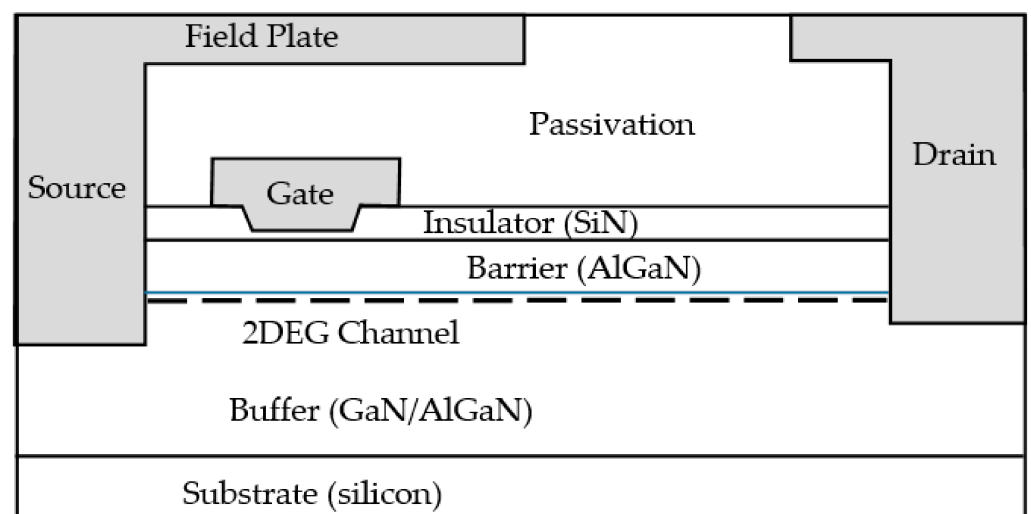 Field Plate
Passivation
Drain
Source
Gate
Insulator (SiN)
Barrier (AlGaN)
2DEG Channel
Buffer (GaN/AlGaN)
Substrate (silicon)